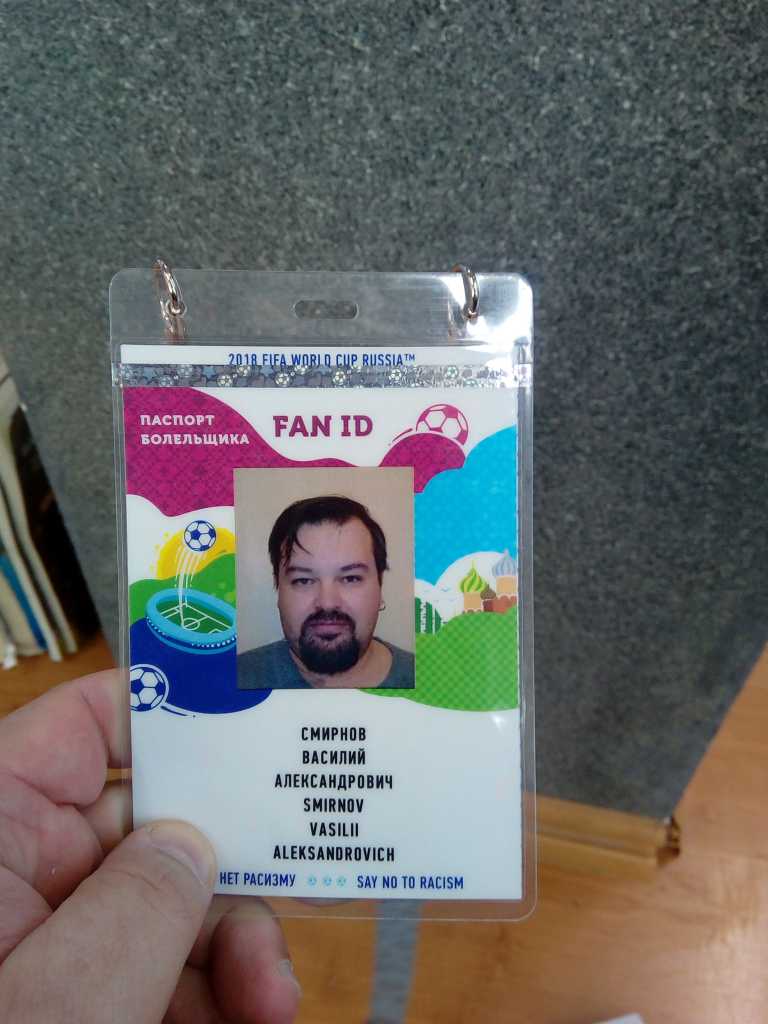 2018 FIFA WORLD CUP RUSSIA™
ПАСПОРТ
БОЛЕЛЬЩИКА
FAN ID
СМИРНОВ
ВАСИЛИЙ
АЛЕКСАНДРОВИЧ
SMIRNOV
VASILII
ALEKSANDROVICH
НЕТ РАСИЗМУ SAY NO TO RACISM